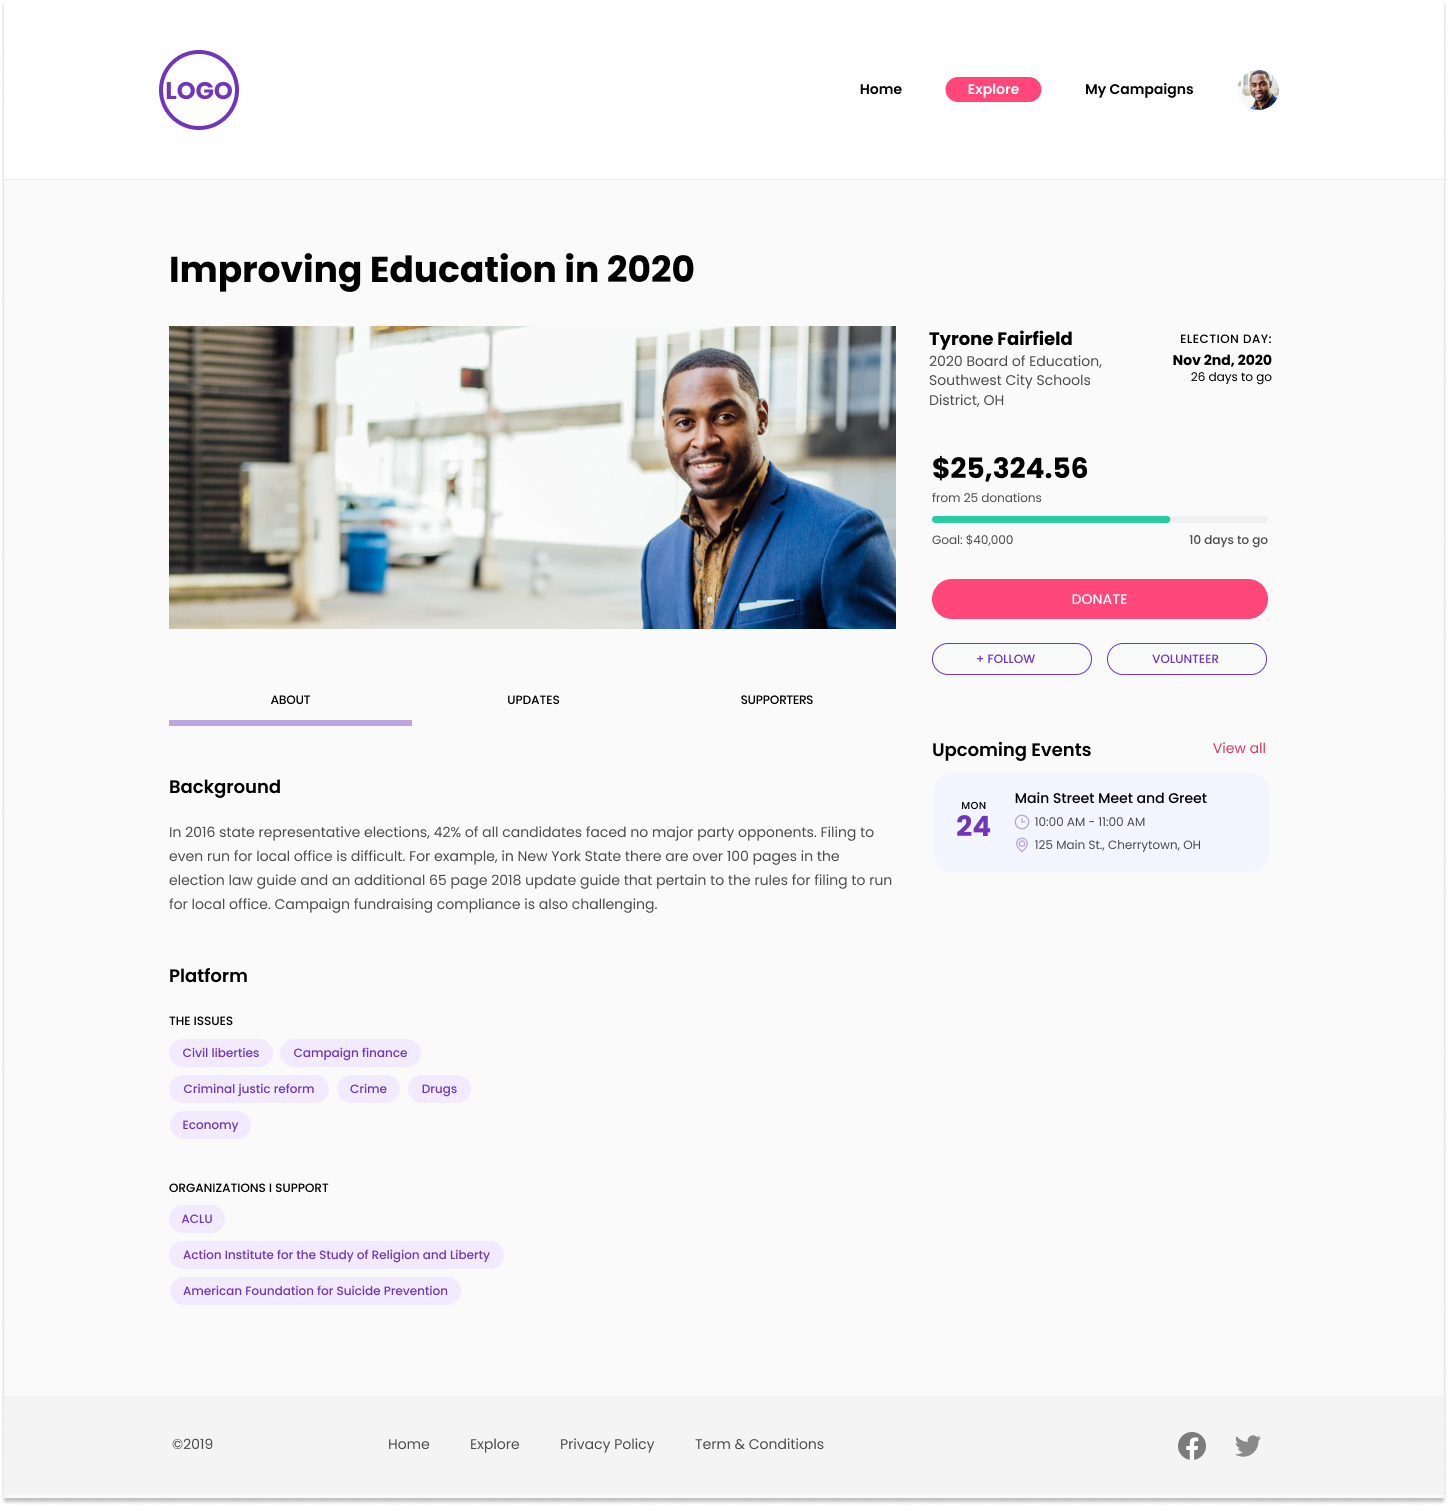 LOGO
Home
Explore
My Campaigns
Improving Education in 2020
Tyrone Fairfield
2020 Board of Education,
Southwest City Schools
District, OH
ELECTION DAY:
Nov 2nd, 2020
26 days to go
$25,324.56
from 25 donations
Goal: $40,000
10 days to go
DONATE
+ FOLLOW
VOLUNTEER
ABOUT
UPDATES
SUPPORTERS
Upcoming Events
View all
MON
24
Main Street Meet and Greet
10:00 AM - 11:00 AM
125 Main St., Cherrytown, OH
Background
In 2016 state representative elections, 42% of all candidates faced no major party opponents. Filing to
even run for local office is difficult. For example, in New York State there are over 100 pages in the
election law guide and an additional 65 page 2018 update guide that pertain to the rules for filing to run
for local office. Campaign fundraising compliance is also challenging.
Platform
THE ISSUES
Civil liberties
Campaign finance
Criminal justic reform
Crime
Drugs
Economy
ORGANIZATIONS I SUPPORT
ACLU
Action Institute for the Study of Religion and Liberty
American Foundation for Suicide Prevention
©2019
Home
Explore
Privacy Policy
Term & Conditions